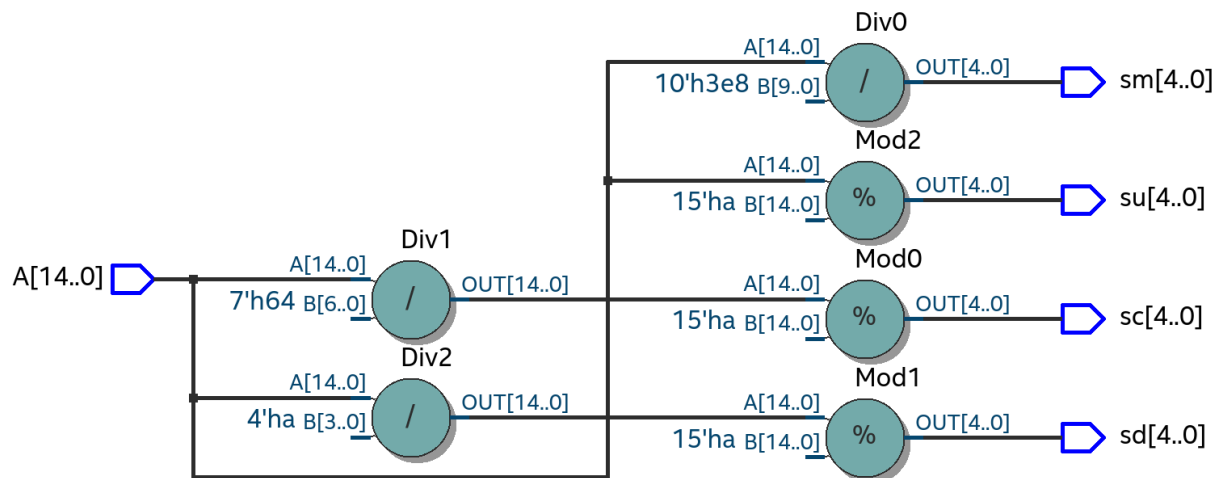 Div0
A[14..0]
10'h3e8 B[9..0]
/
OUT[4..0]
sm[4..0]
Mod2
A[14..0]
15'ha B[14..0]
%
OUT[4..0]
su[4..0]
A[14..0]
Div1
A[14..0]
7'h64 B[6..0]
/
OUT[14..0]
Mod0
A[14..0]
15'ha B[14..0]
%
OUT[4..0]
sc[4..0]
Div2
A[14..0]
4'ha B[3..0]
/
OUT[14..0]
Mod1
A[14..0]
15'ha B[14..0]
%
OUT[4..0]
sd[4..0]